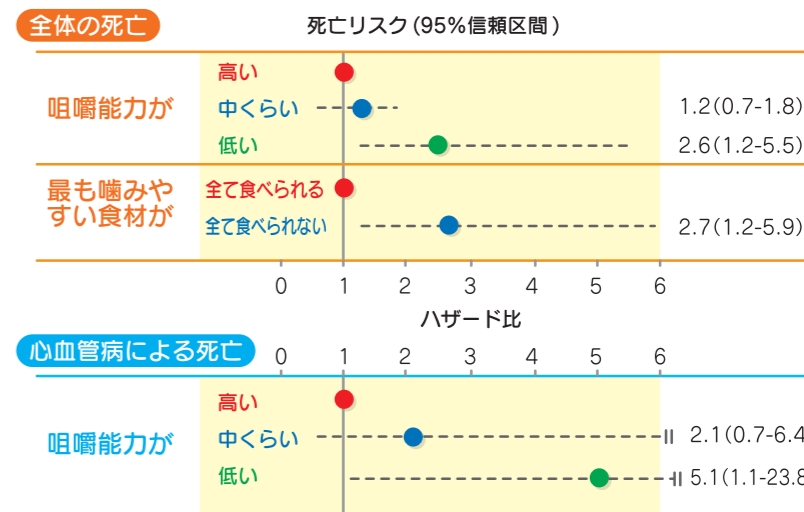 全体の死亡
死亡リスク(95%信頼区間)
高い
咀嚼能力が
中くらい
1.2(0.7-1.8)
低い
2.6(1.2-5.5)
最も噛みや
すい食材が
全て食べられる
全て食べられない
2.7(1.2-5.9)
0 1 2 3 4 5 6
ハザード比
心血管病による死亡
0 1 2 3 4 5 6
高い
咀嚼能力が
中くらい
2.1(0.7-6.4
低い
5.1(1.1-23.8